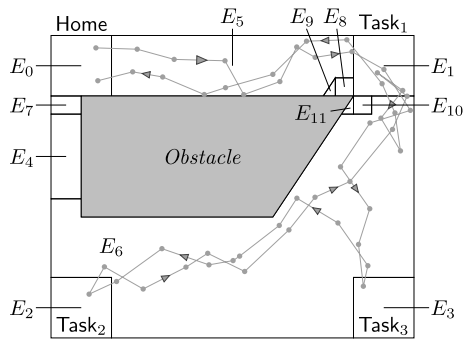 Home
E5
E9
E8
Task1
E0
E1
E7
E11
E10
E4
Obstacle
E6
E2
Task2
Task3
E3